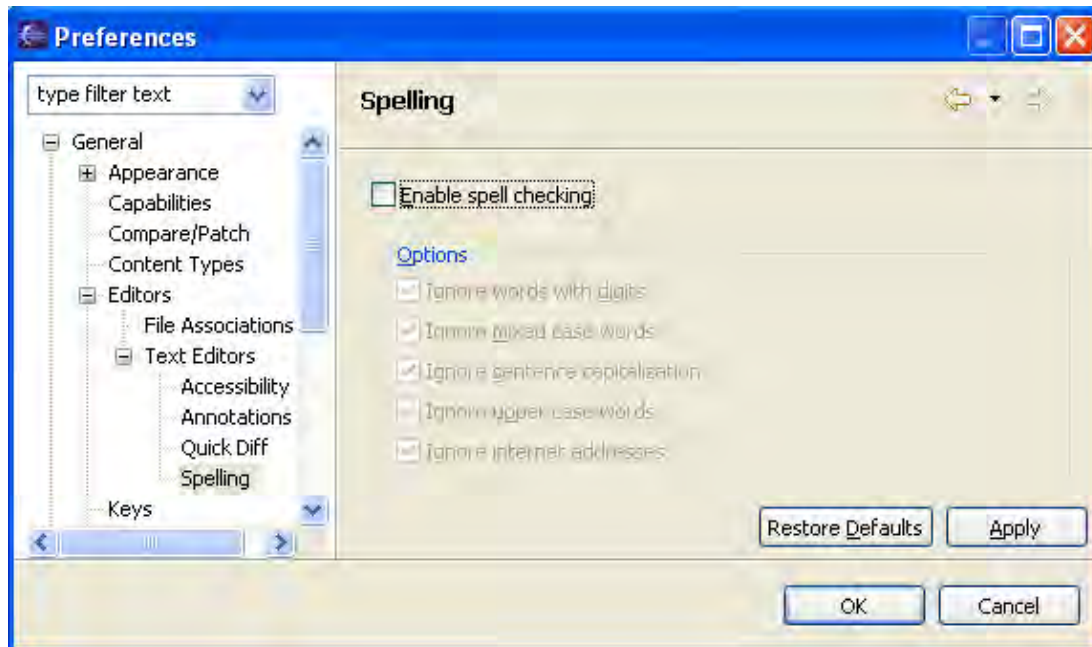 Preferences
type filter text
General
Appearance
Capabilities
Compare/Patch
Content Types
Editors
File Associations
Text Editors
Accessibility
Annotations
Quick Diff
Spelling
Keys
Spelling
Enable spell checking
Options
Ignore words with digits
Ignore mixed case words
Ignore sentence capitalization
Ignore upper case words
Ignore internet addresses
Restore Defaults
Apply
OK
Cancel